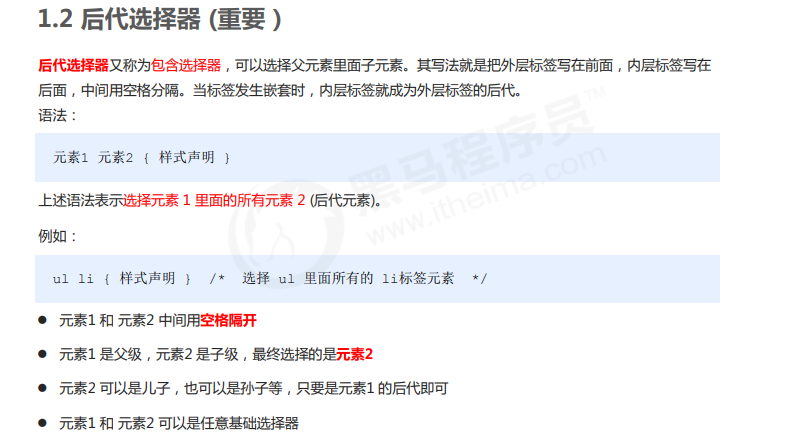 1.2 后代选择器 (重要)
后代选择器又称为包含选择器，可以选择父元素里面子元素。其写法就是把外层标签写在前面，内层标签写在
后面，中间用空格分隔。当标签发生嵌套时，内层标签就成为外层标签的后代。
语法：
元素1 元素2 { 样式声明 }
上述语法表示选择元素 1 里面的所有元素 2 (后代元素)。
例如：
ul li { 样式声明 } /* 选择 ul 里面所有的 li标签元素 */
● 元素1 和 元素2 中间用空格隔开
● 元素1 是父级，元素2 是子级，最终选择的是元素2
● 元素2 可以是儿子，也可以是孙子等，只要是元素1 的后代即可
● 元素1 和 元素2 可以是任意基础选择器
黑马程序员™
www.itheima.com